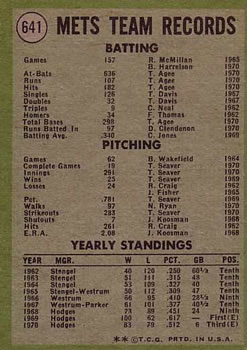 641
METS TEAM RECORDS
BATTING
Games 157 R. McMillan 1965
B. Harrelson 1970
At-Bats 636 T. Agee 1970
Runs 107 T. Agee 1970
Hits 182 T. Agee 1970
Singles 126 T. Davis 1967
Doubles 32 T. Davis 1967
Triples 9 C. Neal 1962
Homers 34 F. Thomas 1962
Total Bases 298 T. Agee 1970
Runs Batted In 97 D. Clendenon 1970
Batting Average .340 C. Jones 1969
PITCHING
Games 62 B. Wakefield 1964
Complete Games 19 T. Seaver 1970
Innings 291 T. Seaver 1970
Wins 25 T. Seaver 1969
Losses 24 R. Craig 1962
J. Fisher 1965
Pct. .781 T. Seaver 1969
Walks 97 N. Ryan 1970
Strikeouts 283 T. Seaver 1970
Shutouts 7 J. Koosman 1968
Hits 261 R. Craig 1962
E.R.A. 2.08 J. Koosman 1968
YEARLY STANDINGS
YEAR MGR. W L PCT. GB POS.
1962 Stengel 40 120 .250 60½ Tenth
1963 Stengel 51 111 .315 48 Tenth
1964 Stengel 53 109 .327 40 Tenth
1965 Stengel-Westrum 50 112 .309 47 Tenth
1966 Westrum 66 95 .410 28½ Ninth
1967 Westrum-Parker 61 101 .377 40½ Tenth
1968 Hodges 73 89 .451 24 Ninth
1969 Hodges 100 62 .617 — First(E)
1970 Hodges 83 79 .512 6 Third(E)
** © T.C.G. PRTD. IN U.S.A.